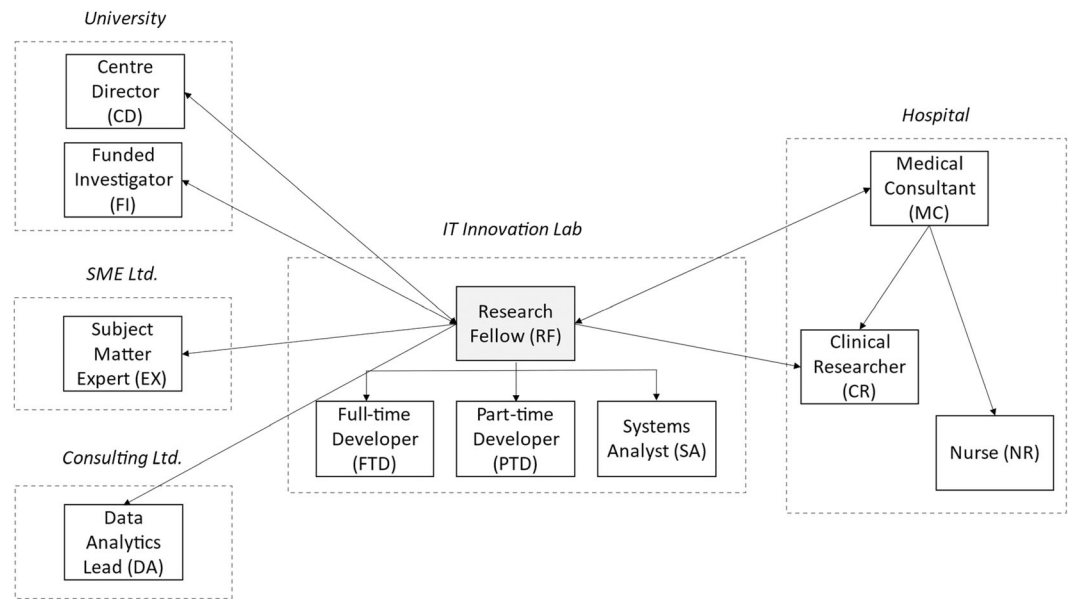 University
Centre
Director
(CD)
Funded
Investigator
(FI)
SME Ltd.
Subject
Matter
Expert (EX)
Consulting Ltd.
Data
Analytics
Lead (DA)
IT Innovation Lab
Research
Fellow (RF)
Full-time
Developer
(FTD)
Part-time
Developer
(PTD)
Systems
Analyst (SA)
Hospital
Medical
Consultant
(MC)
Clinical
Researcher
(CR)
Nurse (NR)